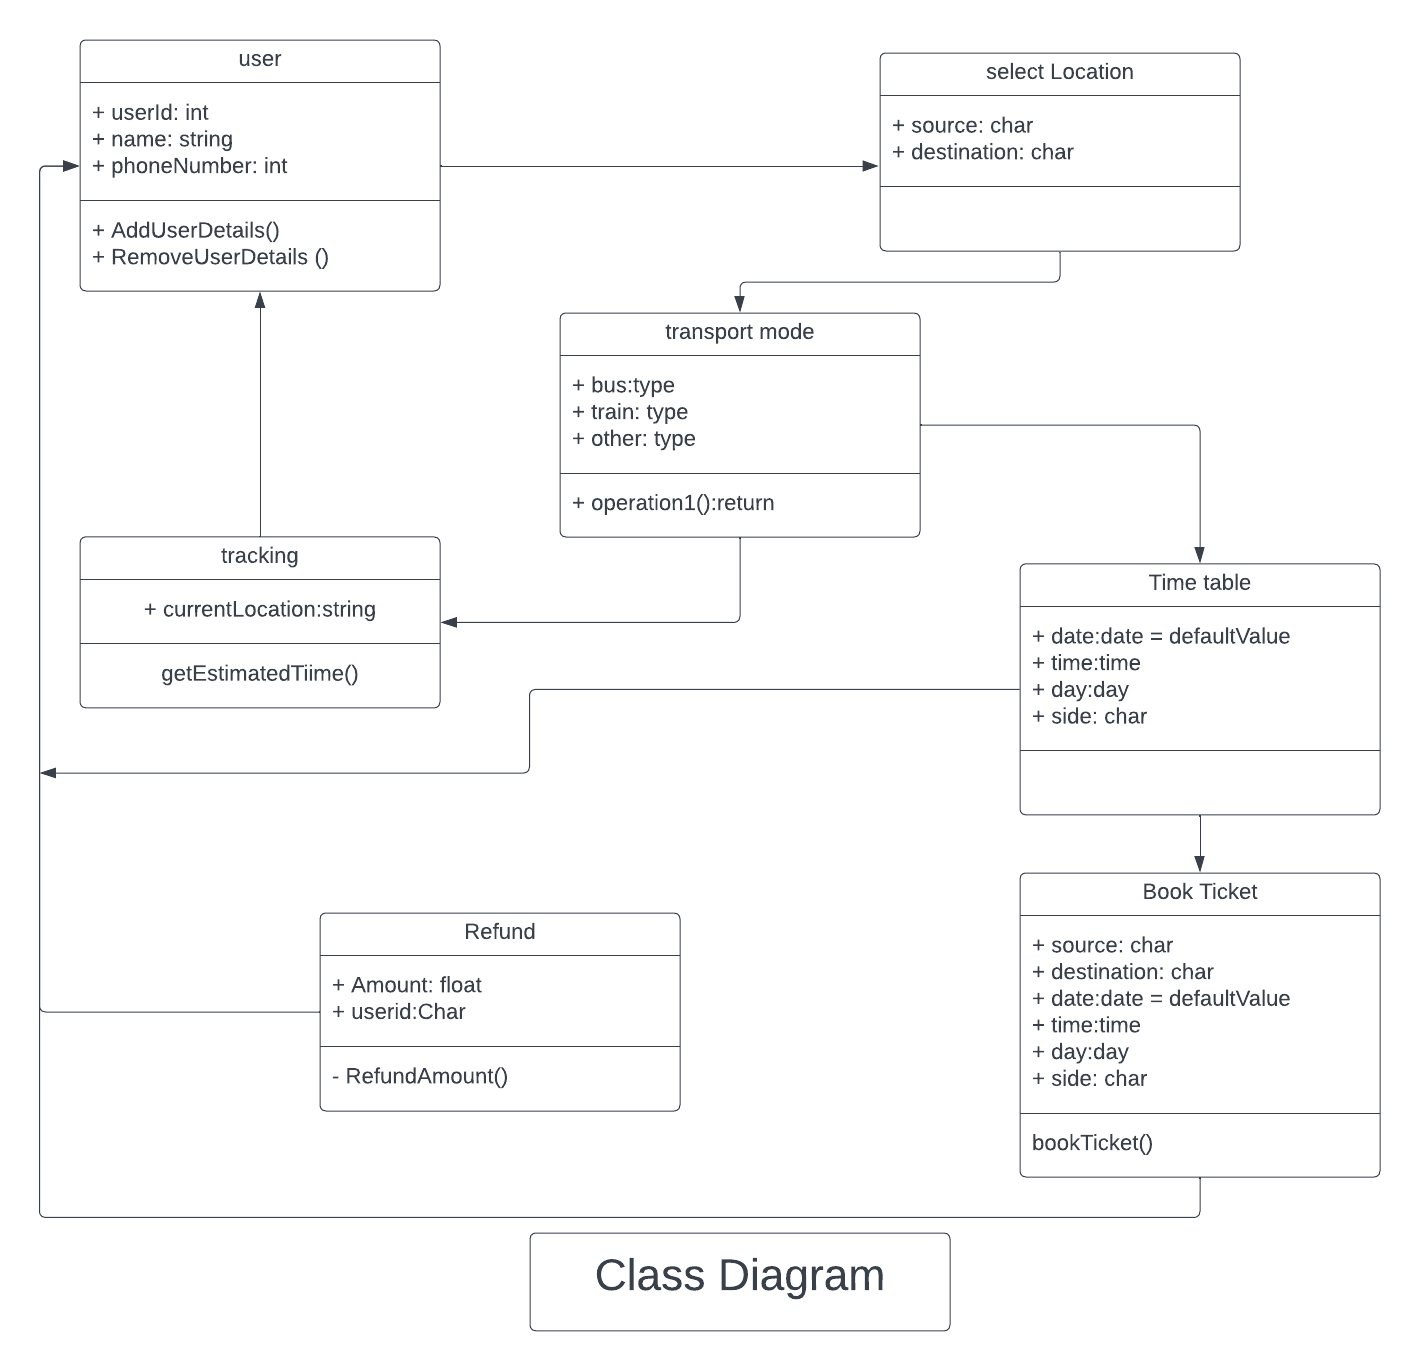 user
+ userId: int
+ name: string
+ phoneNumber: int
+ AddUserDetails()
+ RemoveUserDetails ()
select Location
+ source: char
+ destination: char
transport mode
+ bus:type
+ train: type
+ other: type
+ operation1():return
tracking
+ currentLocation:string
getEstimatedTiime()
Time table
+ date:date = defaultValue
+ time:time
+ day:day
+ side: char
Refund
+ Amount: float
+ userid:Char
- RefundAmount()
Book Ticket
+ source: char
+ destination: char
+ date:date = defaultValue
+ time:time
+ day:day
+ side: char
bookTicket()
Class Diagram